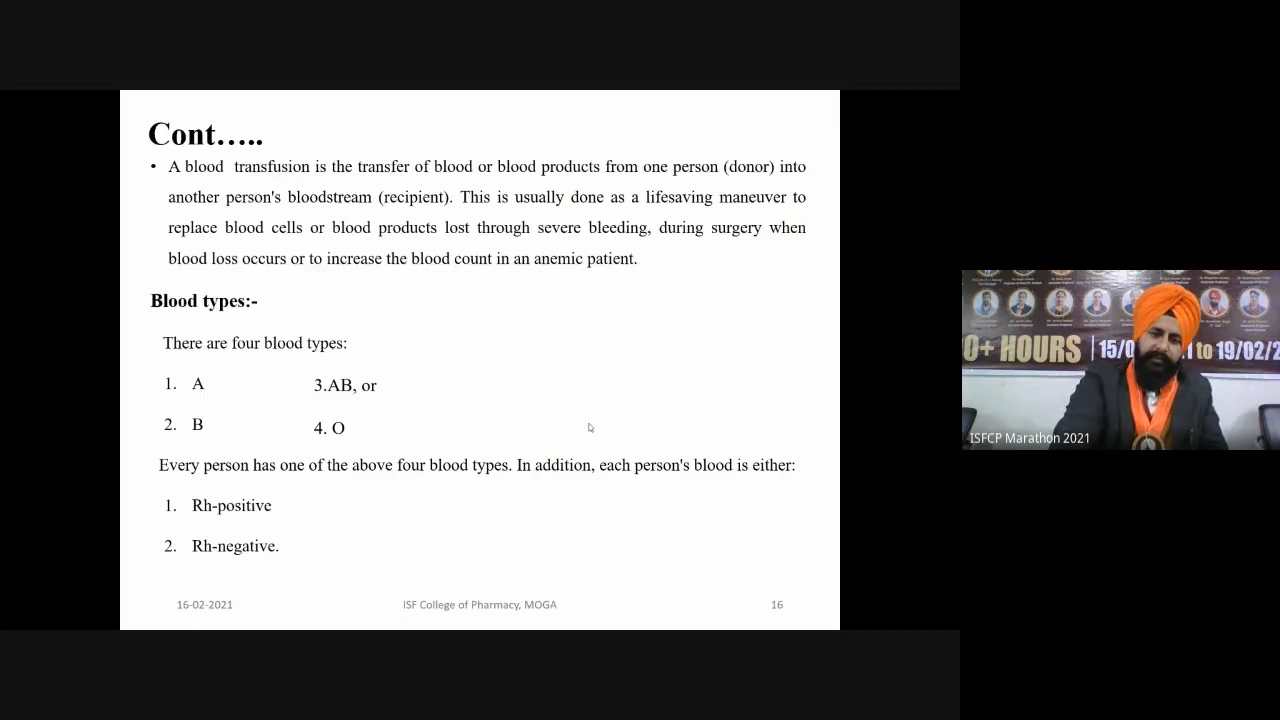 Cont…..
• A blood transfusion is the transfer of blood or blood products from one person (donor) into
another person's bloodstream (recipient). This is usually done as a lifesaving maneuver to
replace blood cells or blood products lost through severe bleeding, during surgery when
blood loss occurs or to increase the blood count in an anemic patient.
Blood types:-
There are four blood types:
1. A
3.AB, or
2. B
4. O
Every person has one of the above four blood types. In addition, each person's blood is either:
1. Rh-positive
2. Rh-negative.
16-02-2021
ISF College of Pharmacy, MOGA
16
0+ HOURS
15/0
1 to 19/02/2
ISFCP Marathon 2021